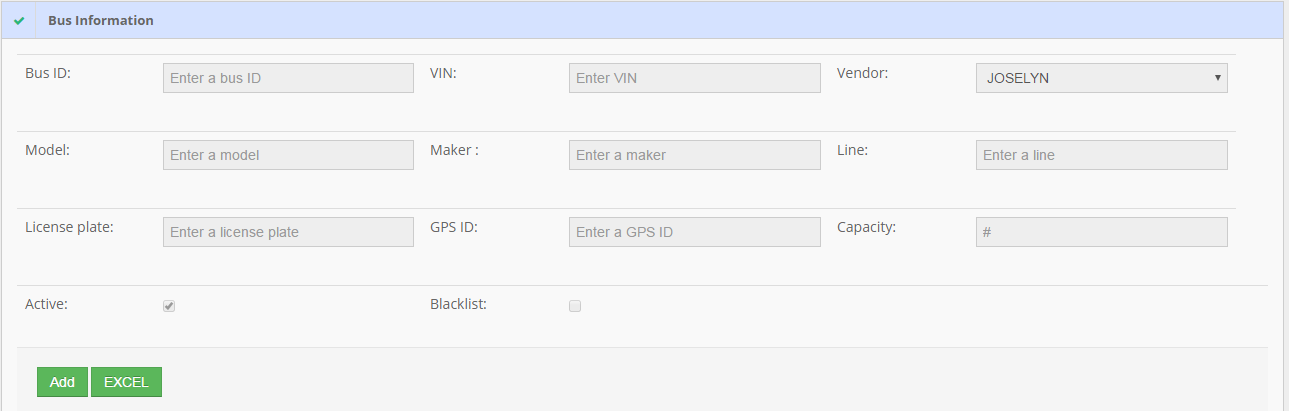 Bus Information
Bus ID: Enter a bus ID VIN: Enter VIN Vendor: JOSELYN
Model: Enter a model Maker : Enter a maker Line: Enter a line
License plate: Enter a license plate GPS ID: Enter a GPS ID Capacity: #
Active: Blacklist:
Add EXCEL